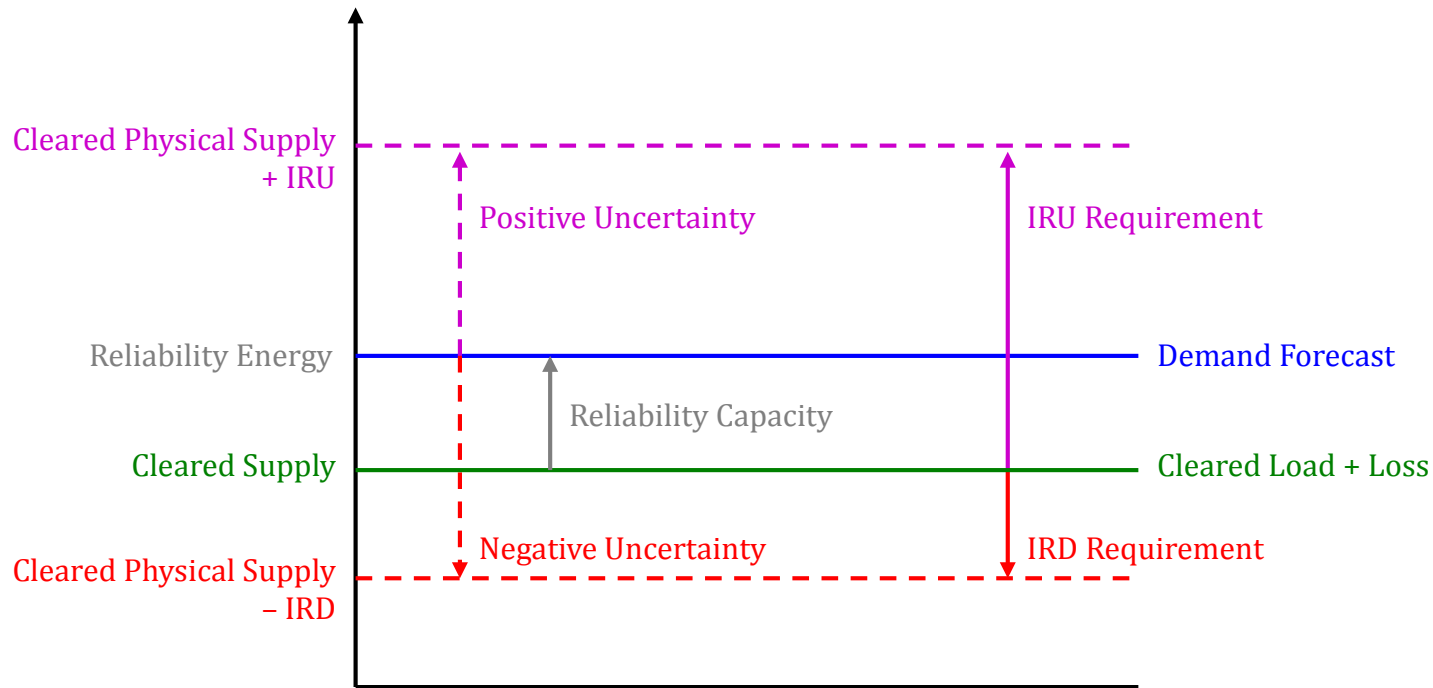 Cleared Physical Supply
+ IRU
Positive Uncertainty
IRU Requirement
Reliability Energy
Demand Forecast
Reliability Capacity
Cleared Supply
Cleared Load + Loss
Negative Uncertainty
IRD Requirement
Cleared Physical Supply
– IRD